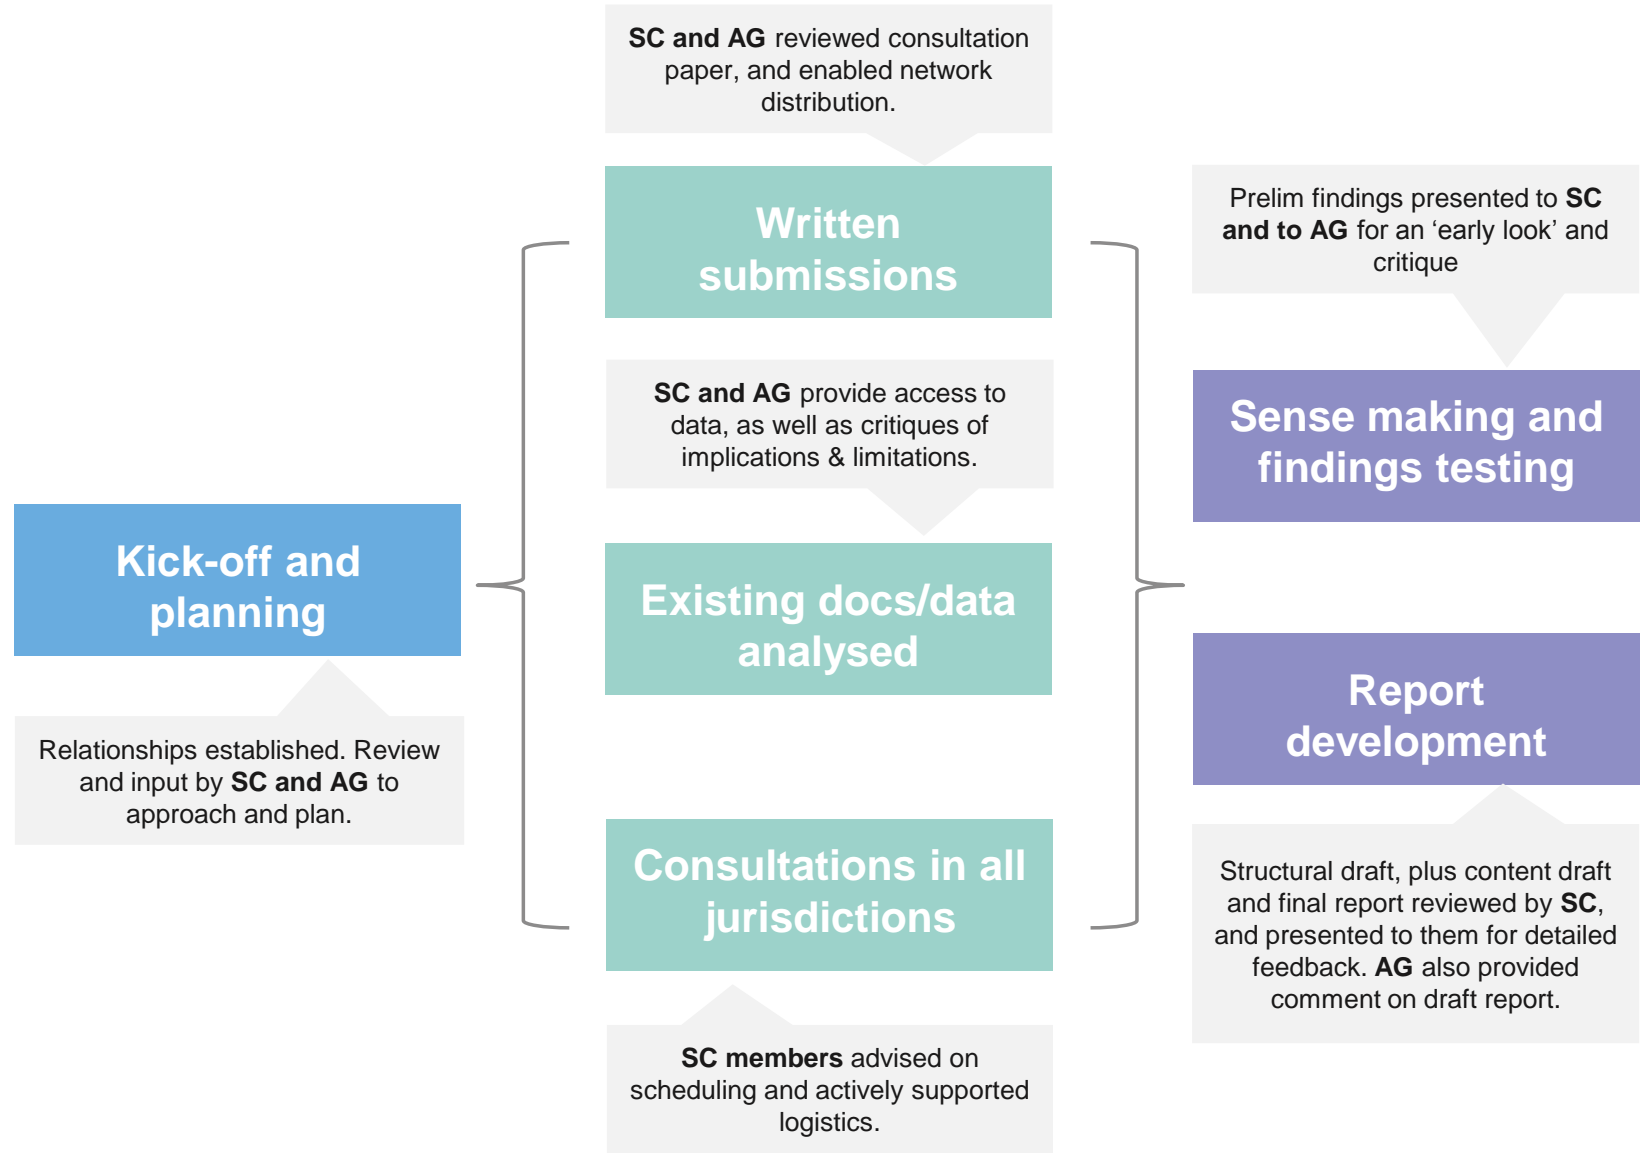 SC and AG reviewed consultation
paper, and enabled network
distribution.
Written
submissions
SC and AG provide access to
data, as well as critiques of
implications & limitations.
Kick-off and
planning
Existing docs/data
analysed
Relationships established. Review
and input by SC and AG to
approach and plan.
Consultations in all
jurisdictions
SC members advised on
scheduling and actively supported
logistics.
Prelim findings presented to SC
and to AG for an ‘early look’ and
critique
Sense making and
findings testing
Report
development
Structural draft, plus content draft
and final report reviewed by SC,
and presented to them for detailed
feedback. AG also provided
comment on draft report.